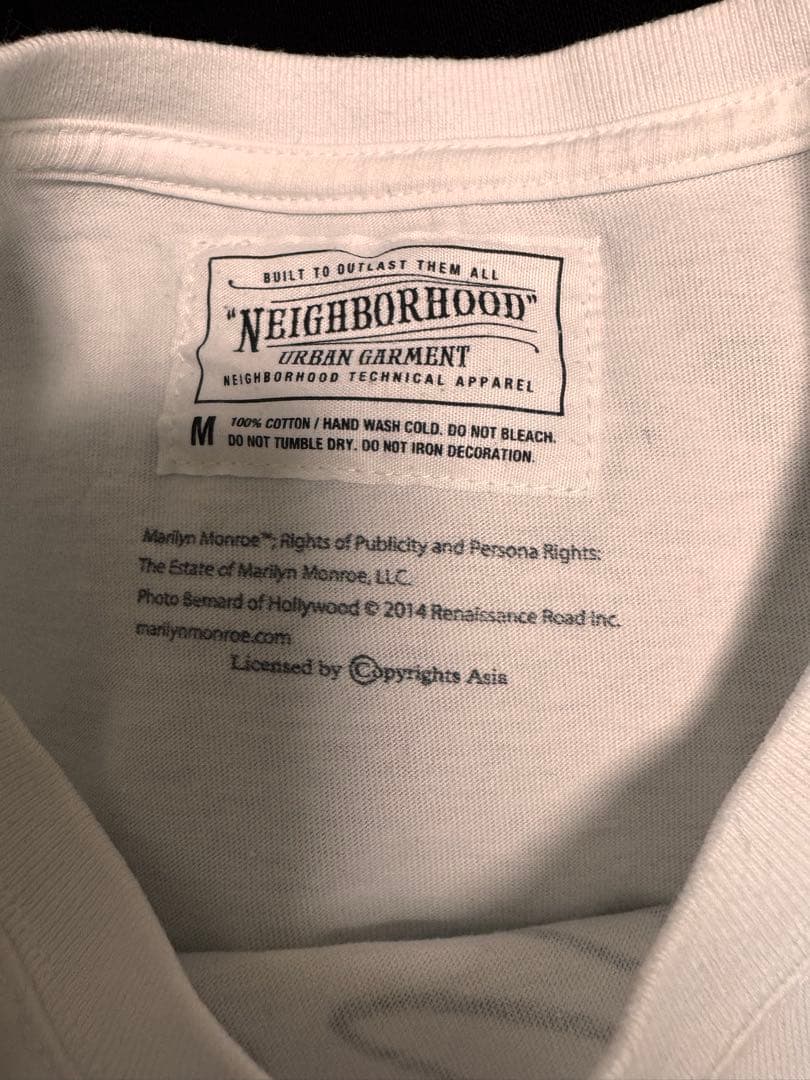 BUILT TO OUTLAST THEM ALL
"NEIGHBORHOOD"
URBAN GARMENT
NEIGHBORHOOD TECHNICAL APPAREL
M 100% COTTON / HAND WASH COLD. DO NOT BLEACH.
DO NOT TUMBLE DRY. DO NOT IRON DECORATION.
Marilyn Monroe™; Rights of Publicity and Persona Rights:
The Estate of Marilyn Monroe, LLC.
Photo Bernard of Hollywood © 2014 Renaissance Road Inc.
marilynmonroe.com
Licensed by ©opyrights Asia